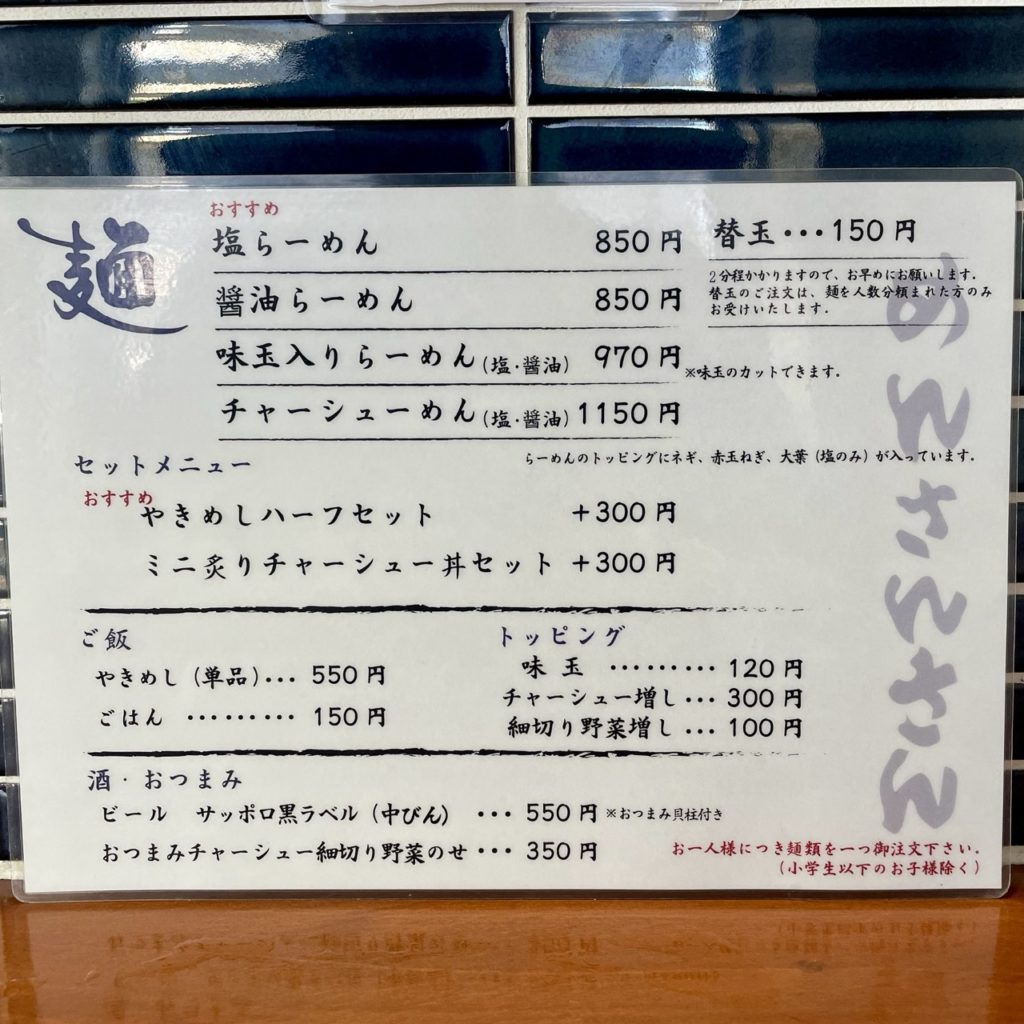 麺
おすすめ
塩らーめん 850円
醤油らーめん 850円
味玉入りらーめん(塩・醤油) 970円
※味玉のカットできます。
チャーシューめん(塩・醤油) 1150円
らーめんのトッピングにネギ、赤玉ねぎ、大葉(塩のみ)が入っています。
替玉・・・150円
2分程かかりますので、お早めにお願いします。
替玉のご注文は、麺を人数分頼まれた方のみ
お受けいたします。
めんさんさん
セットメニュー
おすすめ
やきめしハーフセット +300円
ミニ炙りチャーシュー丼セット +300円
ご飯
やきめし(単品)・・・ 550円
ごはん ・・・・・・・・・ 150円
トッピング
味玉 ・・・・・・・・・ 120円
チャーシュー増し・・・ 300円
細切り野菜増し ・・・ 100円
酒・おつまみ
ビール サッポロ黒ラベル(中びん) ・・・ 550円 ※おつまみ貝柱付き
おつまみチャーシュー細切り野菜のせ・・・ 350円
お一人様につき麺類を一つ御注文下さい。
(小学生以下のお子様除く)